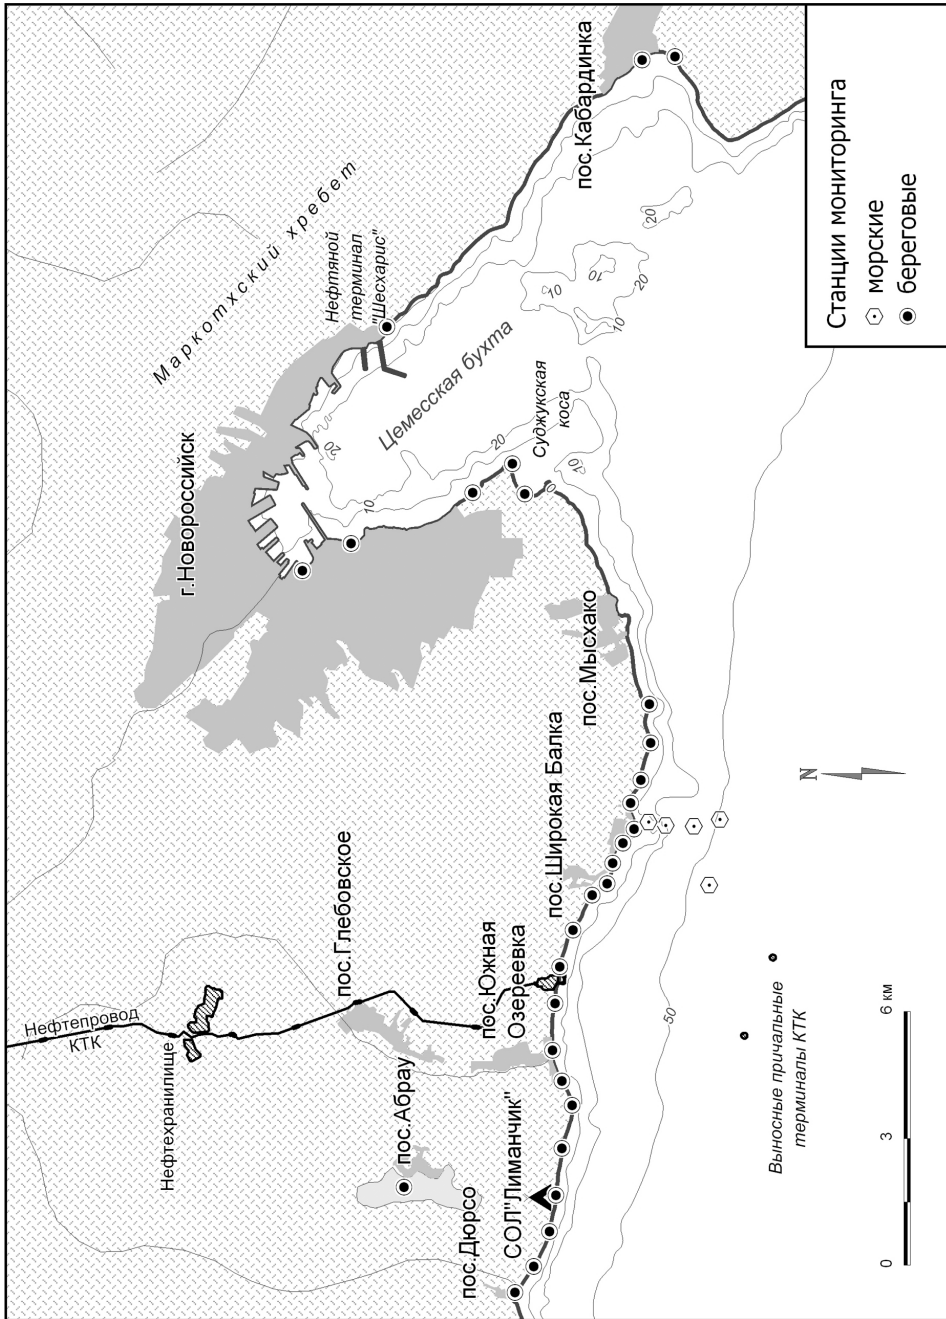 Маркотхский хребет
пос.Кабардинка
Нефтяной
терминал
"Шесхарис"
г.Новороссийск
Цемесская бухта
Суджукская
коса
20
10
20
10
10
20
10
20
10
10
пос.Мысхако
пос.Широкая Балка
пос.Глебовское
пос.Южная
Озереевка
Нефтепровод
КТК
Нефтехранилище
пос.Абрау
СОЛ"Лиманчик"
пос.Дюрсо
50
Выносные причальные
терминалы КТК
N
0 3 6 км
Станции мониторинга
морские
береговые